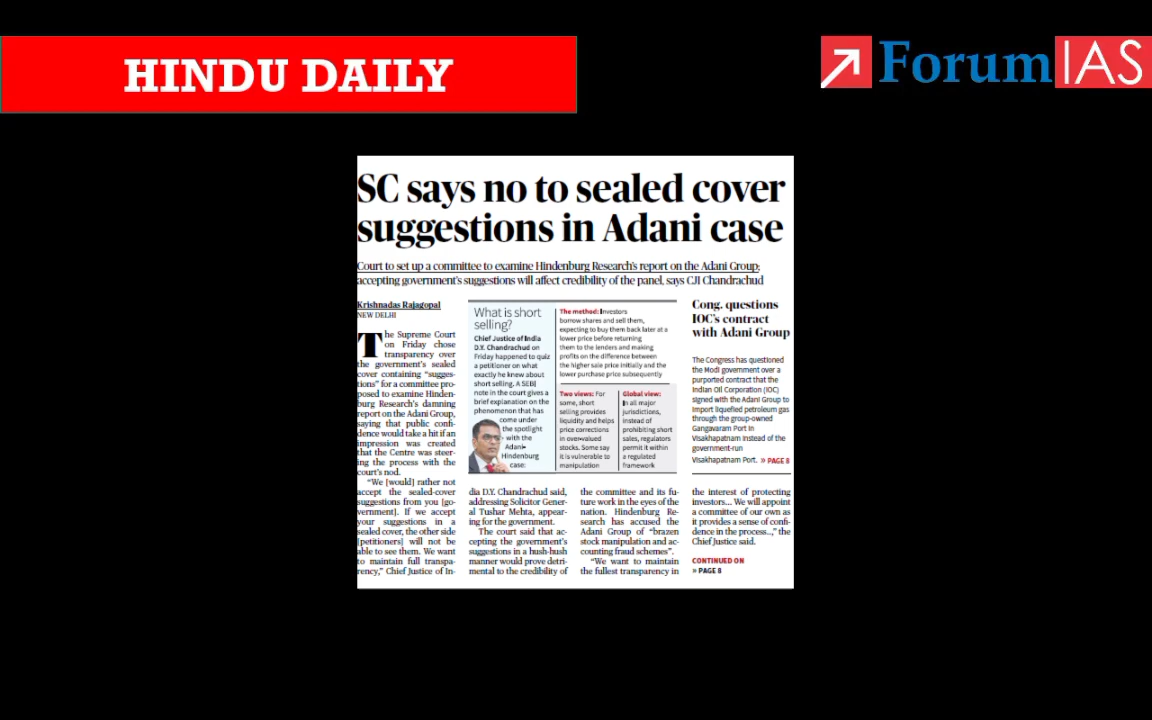 HINDU DAILY
ForumIAS
SC says no to sealed cover
suggestions in Adani case
Court to set up a committee to examine Hindenburg Research's report on the Adani Group;
accepting government's suggestions will affect credibility of the panel, says CJI Chandrachud
Krishnadas Rajagopal
NEW DELHI
The Supreme Court
on Friday chose
transparency over
the government's sealed
cover containing "sugges-
tions" for a committee pro-
posed to examine Hinden-
burg Research's damning
report on the Adani Group,
saying that public confi-
dence would take a hit if an
impression was created
that the Centre was steer-
ing the process with the
court's nod.
"We [would] rather not
accept the sealed-cover
suggestions from you [go-
vernment]. If we accept
your suggestions in a
sealed cover, the other side
[petitioners] will not be
able to see them. We want
to maintain full transpa-
rency," Chief Justice of In-
What is short
selling?
Chief Justice of India
D.Y. Chandrachud on
Friday happened to quiz
a petitioner on what
exactly he knew about
short selling. A SEBI
note in the court gives a
brief explanation on the
phenomenon that has
come under
the spotlight
with the
Adani-
Hindenburg
case:
The method: Investors
borrow shares and sell them,
expecting to buy them back later at a
lower price before returning
them to the lenders and making
profits on the difference between
the higher sale price initially and the
lower purchase price subsequently
Two views: For
some, short
selling provides
liquidity and helps
price corrections
in over-valued
stocks. Some say
it is vulnerable to
manipulation
Global view:
In all major
jurisdictions,
instead of
prohibiting short
sales, regulators
permit it within
a regulated
framework
dia D.Y. Chandrachud said,
addressing Solicitor Gener-
al Tushar Mehta, appear-
ing for the government.
The court said that ac-
cepting the government's
suggestions in a hush-hush
manner would prove detri-
mental to the credibility of
the committee and its fu-
ture work in the eyes of the
nation. Hindenburg Re-
search has accused the
Adani Group of "brazen
stock manipulation and ac-
counting fraud schemes".
"We want to maintain
the fullest transparency in
the interest of protecting
investors... We will appoint
a committee of our own as
it provides a sense of confi-
dence in the process...," the
Chief Justice said.
CONTINUED ON
» PAGE 8
Cong. questions
IOC's contract
with Adani Group
The Congress has questioned
the Modi government over a
purported contract that the
Indian Oil Corporation (IOC)
signed with the Adani Group to
import liquefied petroleum gas
through the group-owned
Gangavaram Port in
Visakhapatnam instead of the
government-run
Visakhapatnam Port. » PAGE 8